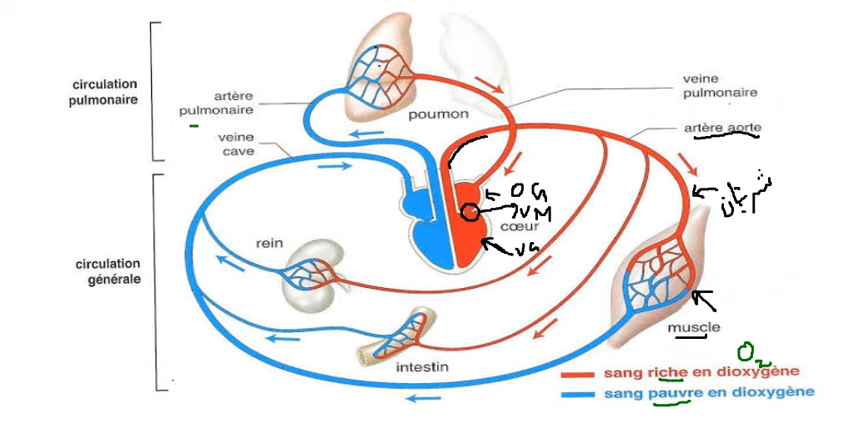 circulation
pulmonaire
artère
pulmonaire
veine
cave
poumon
veine
pulmonaire
artère aorte
شريان
OG
VM
cœur
VG
circulation
générale
rein
intestin
muscle
O2
sang riche en dioxygène
sang pauvre en dioxygène